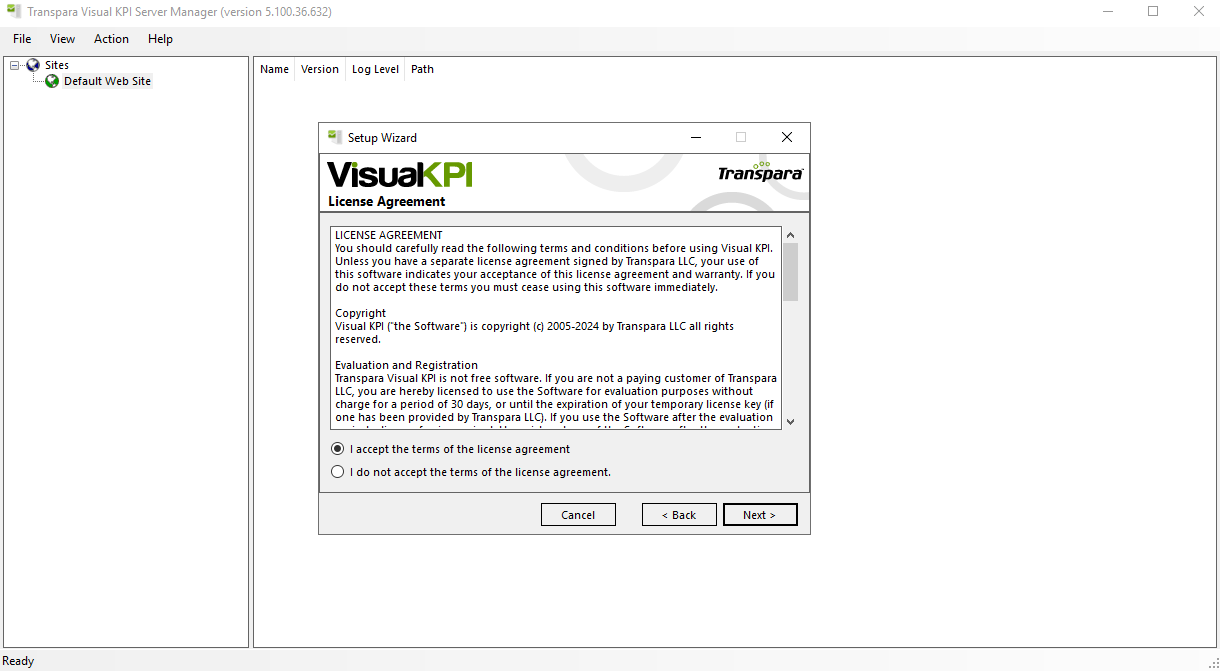 Transpara Visual KPI Server Manager (version 5.100.36.632)
File View Action Help
Sites
Default Web Site
Name Version Log Level Path
Setup Wizard
VisualKPI
Transpara
License Agreement
LICENSE AGREEMENT
You should carefully read the following terms and conditions before using Visual KPI.
Unless you have a separate license agreement signed by Transpara LLC, your use of
this software indicates your acceptance of this license agreement and warranty. If you
do not accept these terms you must cease using this software immediately.
Copyright
Visual KPI ("the Software") is copyright (c) 2005-2024 by Transpara LLC all rights
reserved.
Evaluation and Registration
Transpara Visual KPI is not free software. If you are not a paying customer of Transpara
LLC, you are hereby licensed to use the Software for evaluation purposes without
charge for a period of 30 days, or until the expiration of your temporary license key (if
one has been provided by Transpara LLC). If you use the Software after the evaluation
I accept the terms of the license agreement
I do not accept the terms of the license agreement.
Cancel < Back Next >
Ready